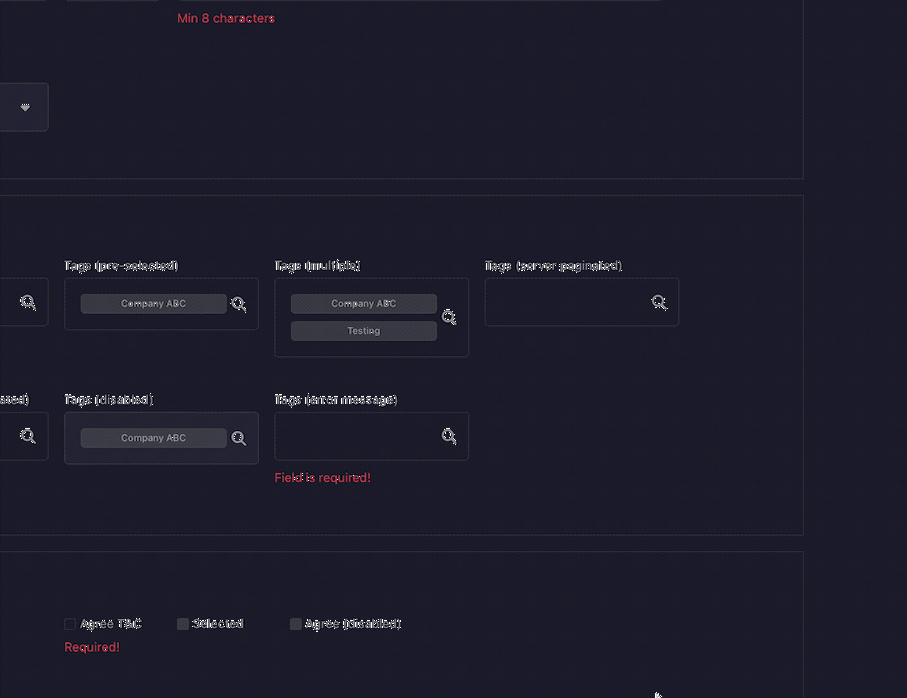 Min 8 characters
Tags (pre-selected)
Tags (multiple)
Tags (server paginated)
Company ABC
Company ABC
Testing
Tags (disabled)
Tags (error message)
Company ABC
Field is required!
Agree T&C
Selected
Agree (disabled)
Required!